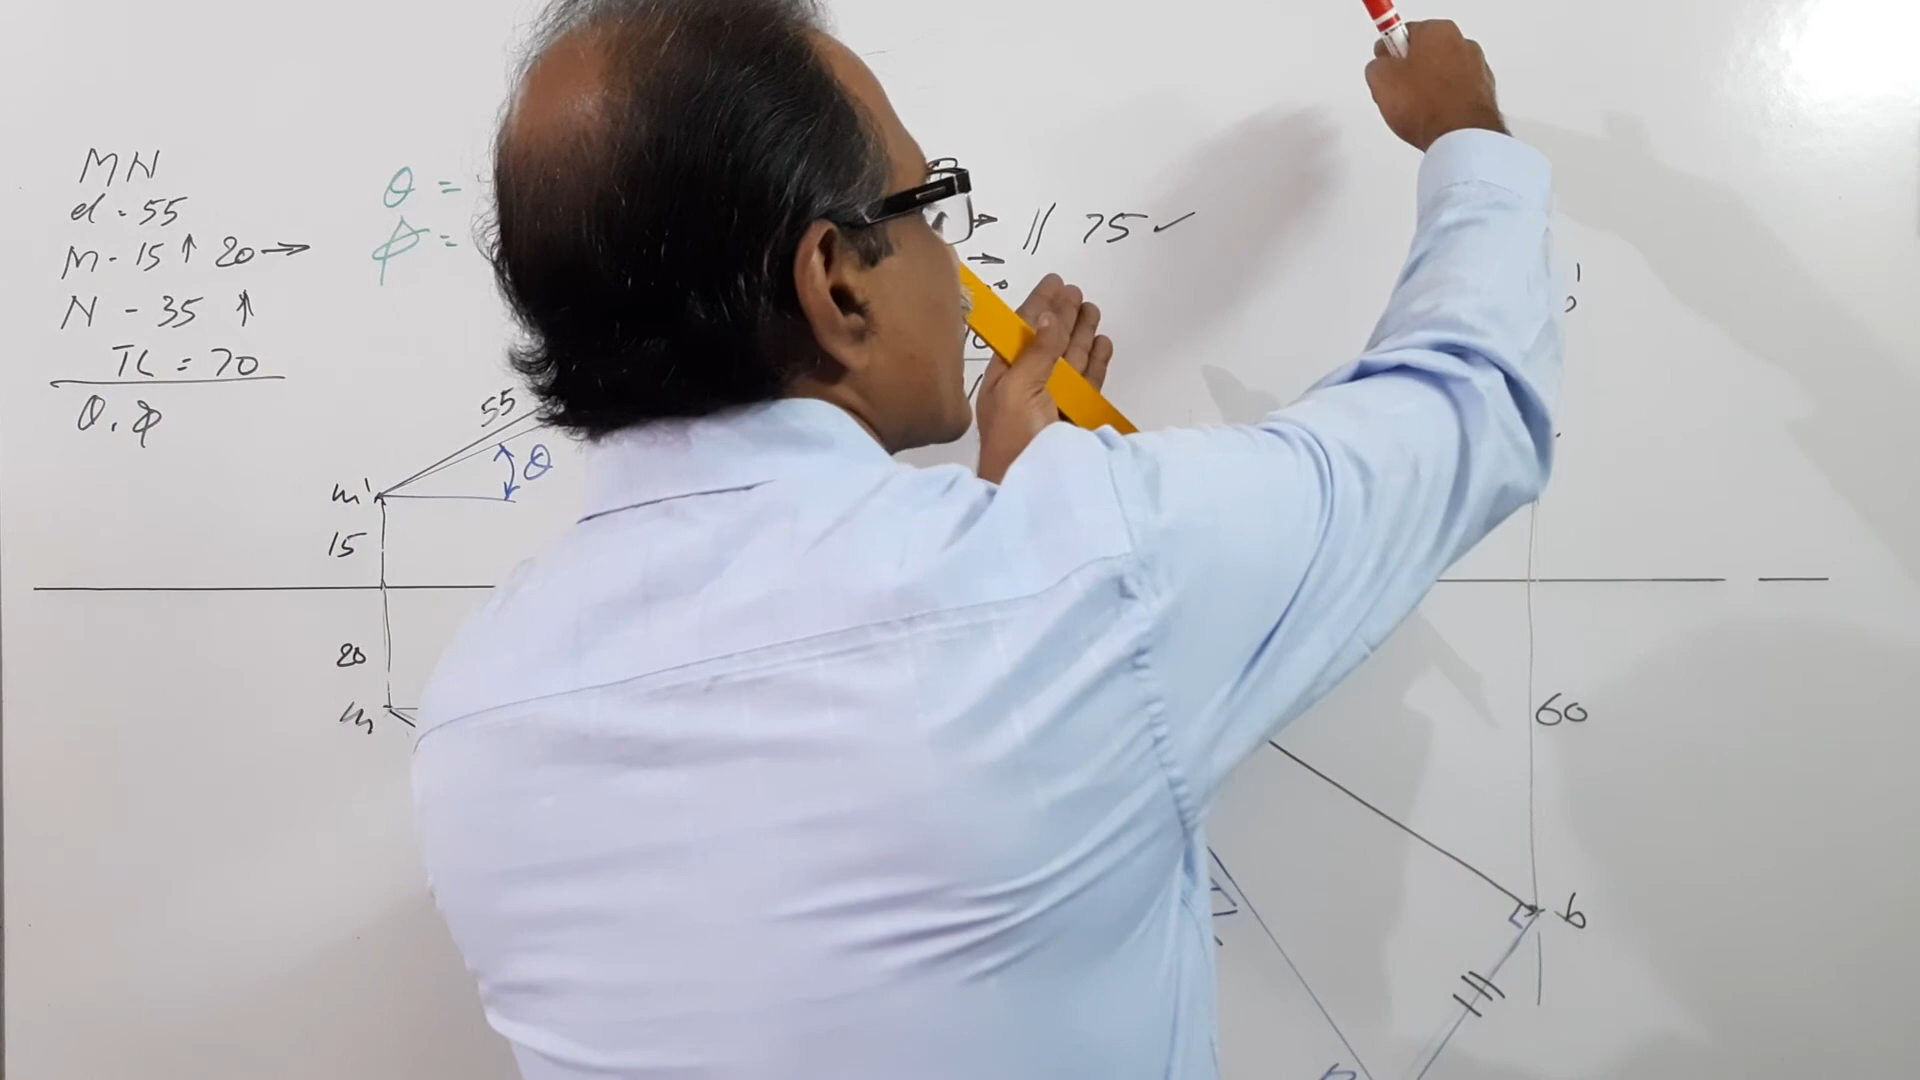 MN
el - 55
M - 15 ↑ 20 →
N - 35 ↑
TL = 70
θ, φ
θ =
φ =
→ // 75 ✓
→
55
θ
m'
15
20
m
60
b